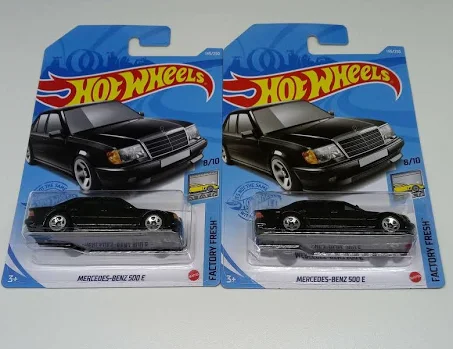 HOT WHEELS
8/10
FACTORY FRESH
3+
MERCEDES-BENZ 500 E
HOT WHEELS
8/10
FACTORY FRESH
3+
MERCEDES-BENZ 500 E